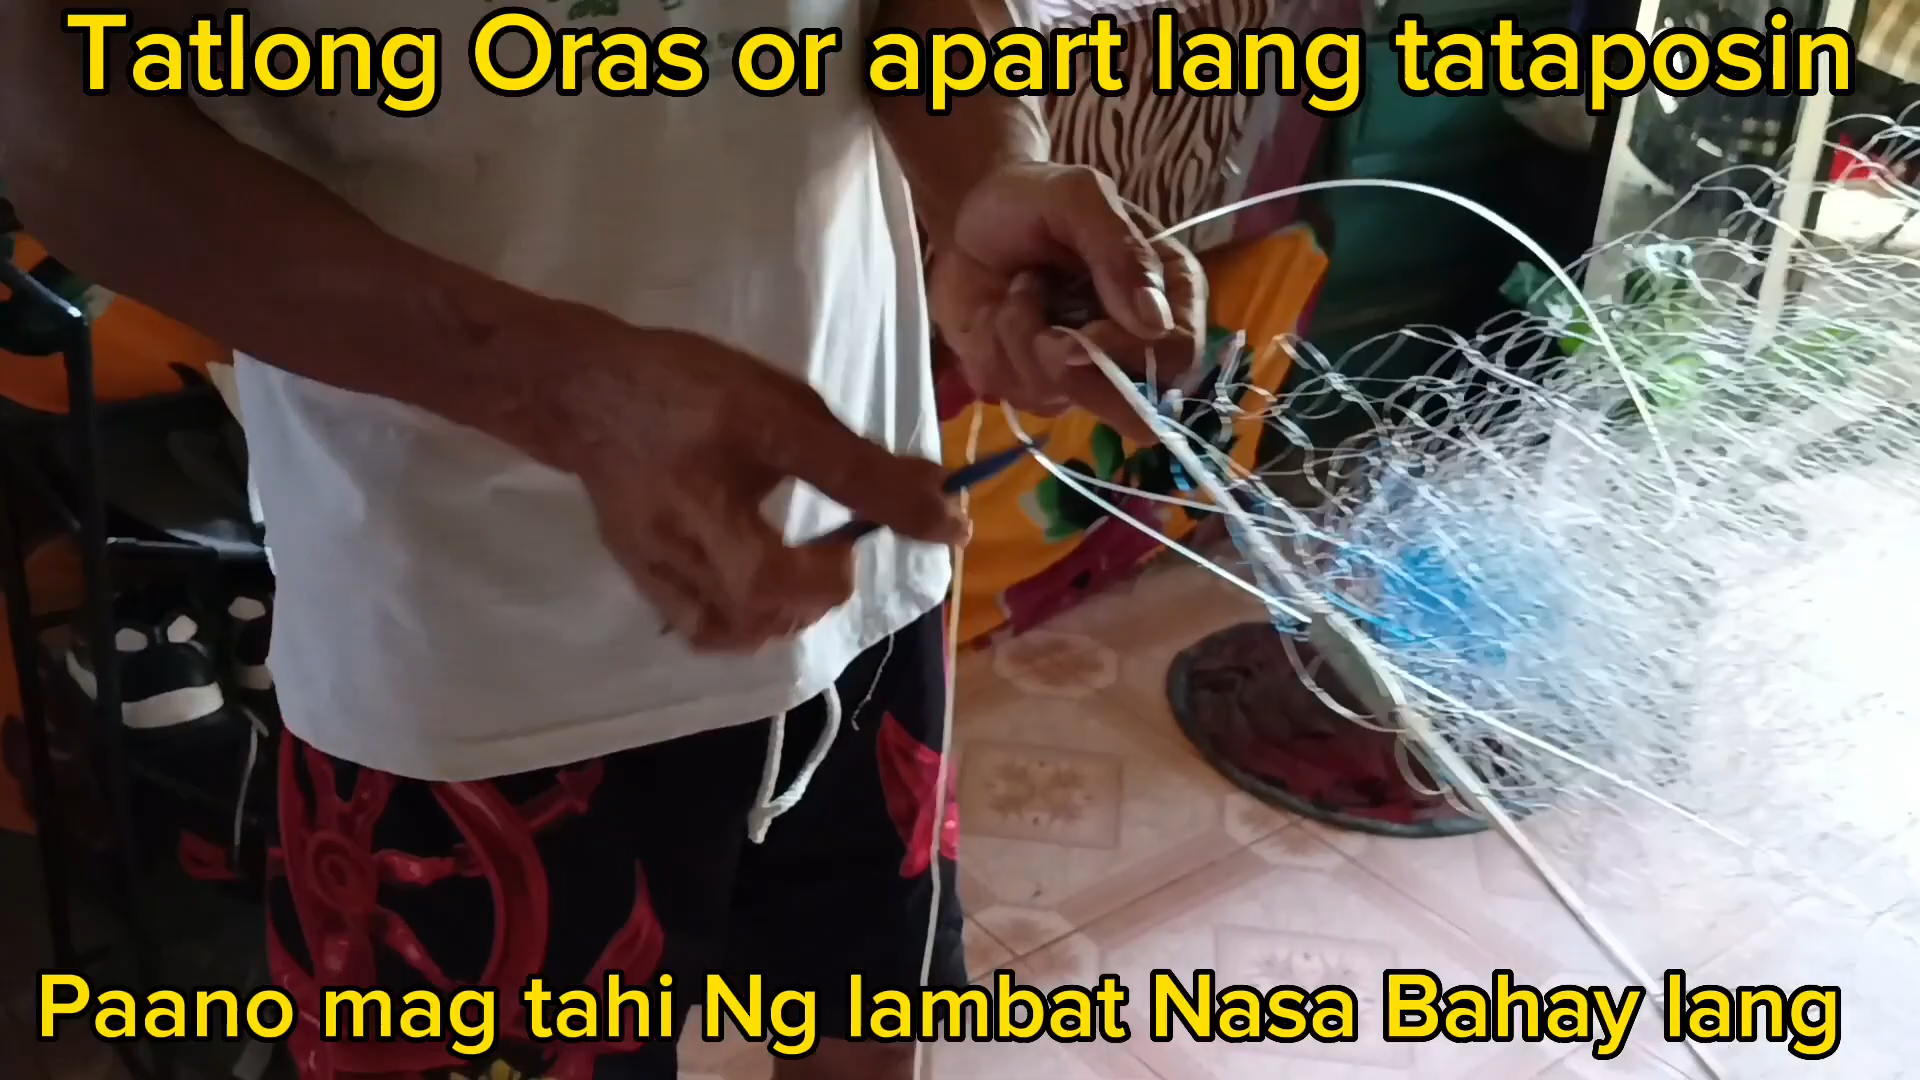 Tatlong Oras or apart lang tataposin
Paano mag tahi Ng lambat Nasa Bahay lang